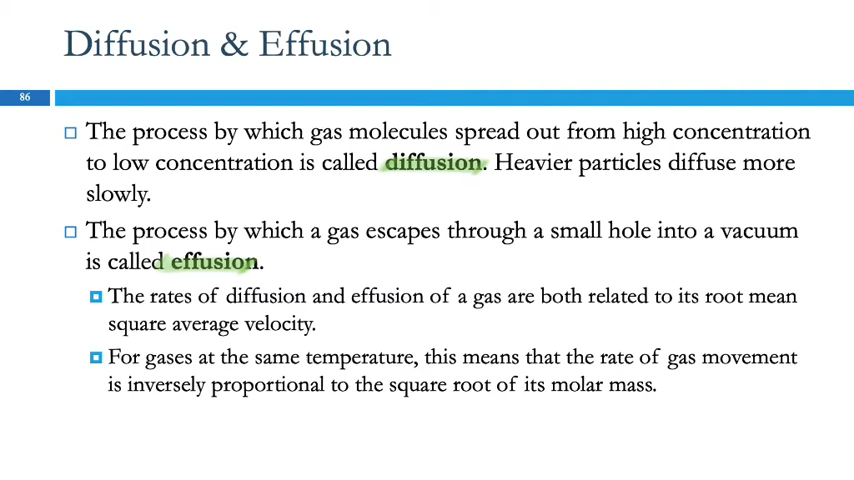 Diffusion & Effusion
86
The process by which gas molecules spread out from high concentration
to low concentration is called diffusion. Heavier particles diffuse more
slowly.
The process by which a gas escapes through a small hole into a vacuum
is called effusion.
The rates of diffusion and effusion of a gas are both related to its root mean
square average velocity.
For gases at the same temperature, this means that the rate of gas movement
is inversely proportional to the square root of its molar mass.